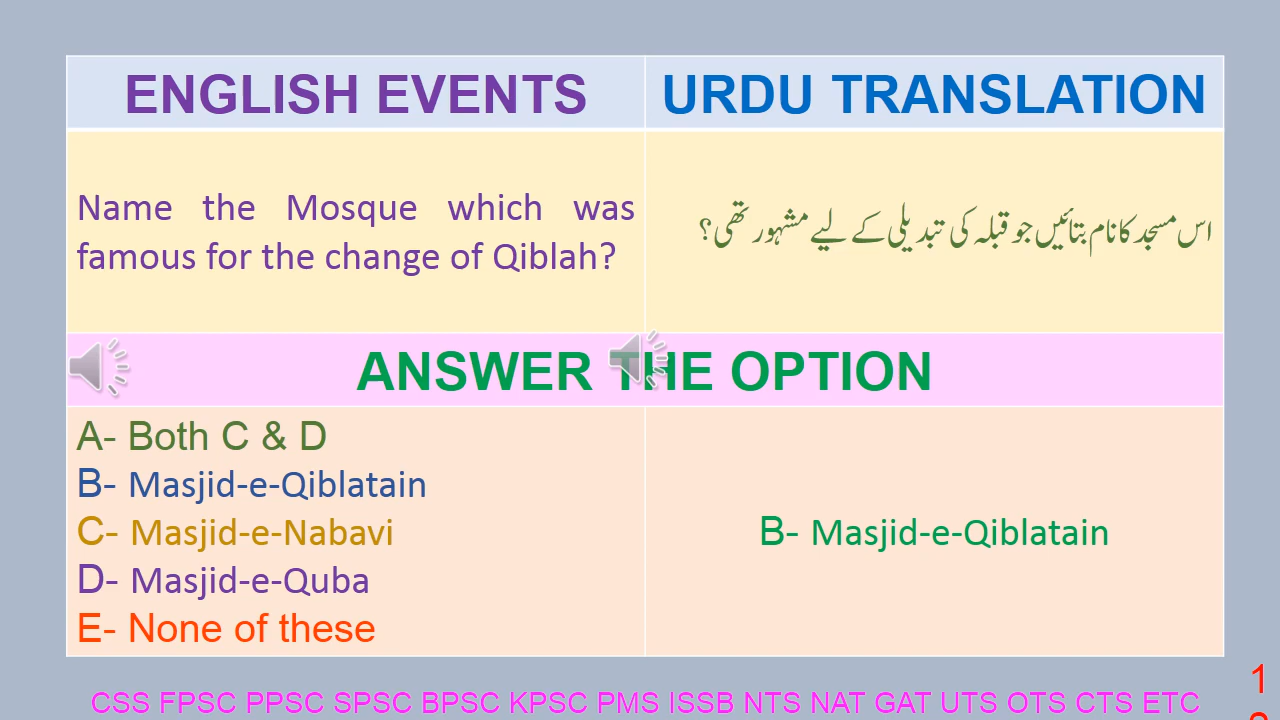 ENGLISH EVENTS
URDU TRANSLATION
Name the Mosque which was
famous for the change of Qiblah?
اس مسجد کا نام بتائیں جو قبلہ کی تبدیلی کے لیے مشہور تھی؟
ANSWER THE OPTION
A- Both C & D
B- Masjid-e-Qiblatain
C- Masjid-e-Nabavi
D- Masjid-e-Quba
E- None of these
B- Masjid-e-Qiblatain
CSS FPSC PPSC SPSC BPSC KPSC PMS ISSB NTS NAT GAT UTS OTS CTS ETC
1